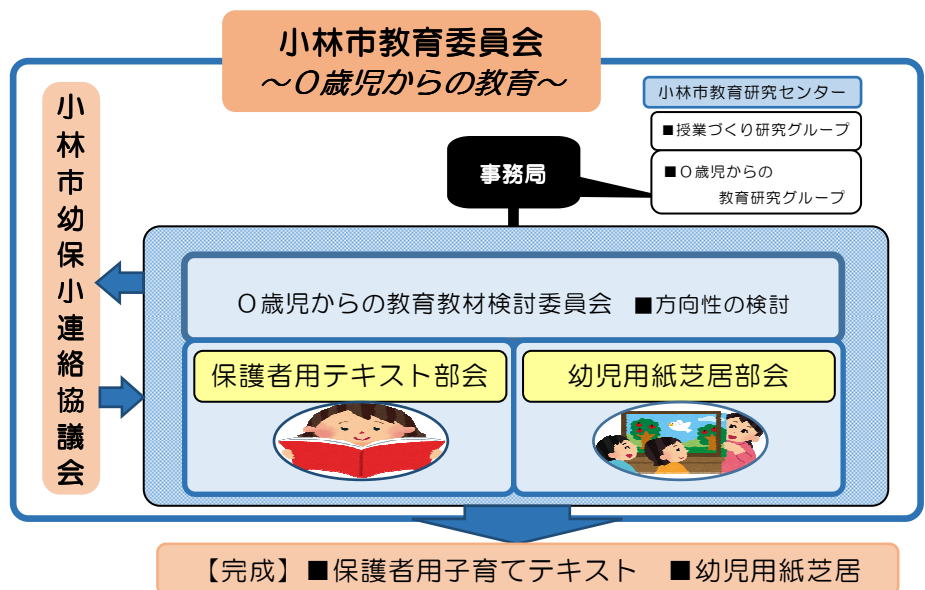 小林市教育委員会
～０歳児からの教育～
小林市幼保小連絡協議会
小林市教育研究センター
■授業づくり研究グループ
■０歳児からの
教育研究グループ
事務局
０歳児からの教育教材検討委員会　■方向性の検討
保護者用テキスト部会
幼児用紙芝居部会
【完成】■保護者用子育てテキスト　■幼児用紙芝居